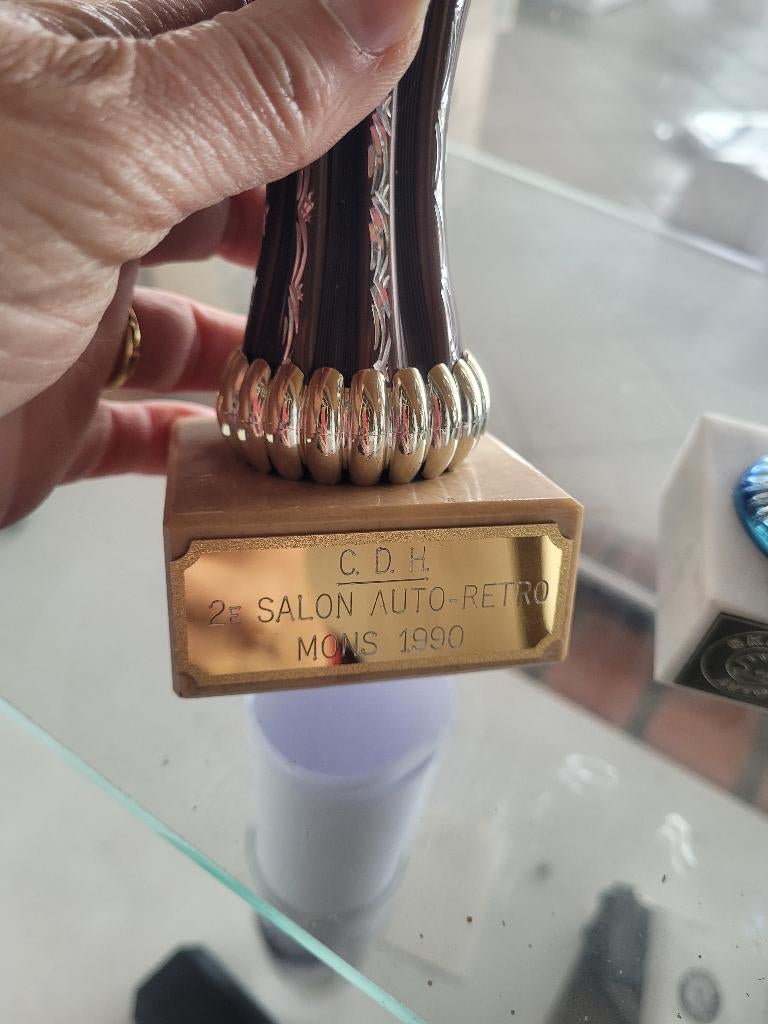 C. D. H.
2E SALON AUTO-RETRO
MONS 1990